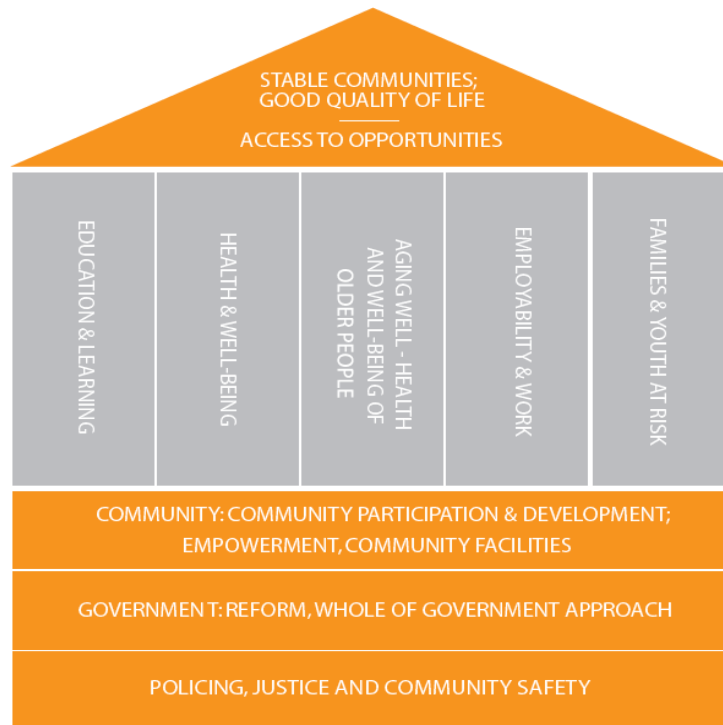 STABLE COMMUNITIES;
GOOD QUALITY OF LIFE
ACCESS TO OPPORTUNITIES
EDUCATION & LEARNING
HEALTH & WELL-BEING
AGING WELL - HEALTH
AND WELL-BEING OF
OLDER PEOPLE
EMPLOYABILITY & WORK
FAMILIES & YOUTH AT RISK
COMMUNITY: COMMUNITY PARTICIPATION & DEVELOPMENT;
EMPOWERMENT, COMMUNITY FACILITIES
GOVERNMENT: REFORM, WHOLE OF GOVERNMENT APPROACH
POLICING, JUSTICE AND COMMUNITY SAFETY